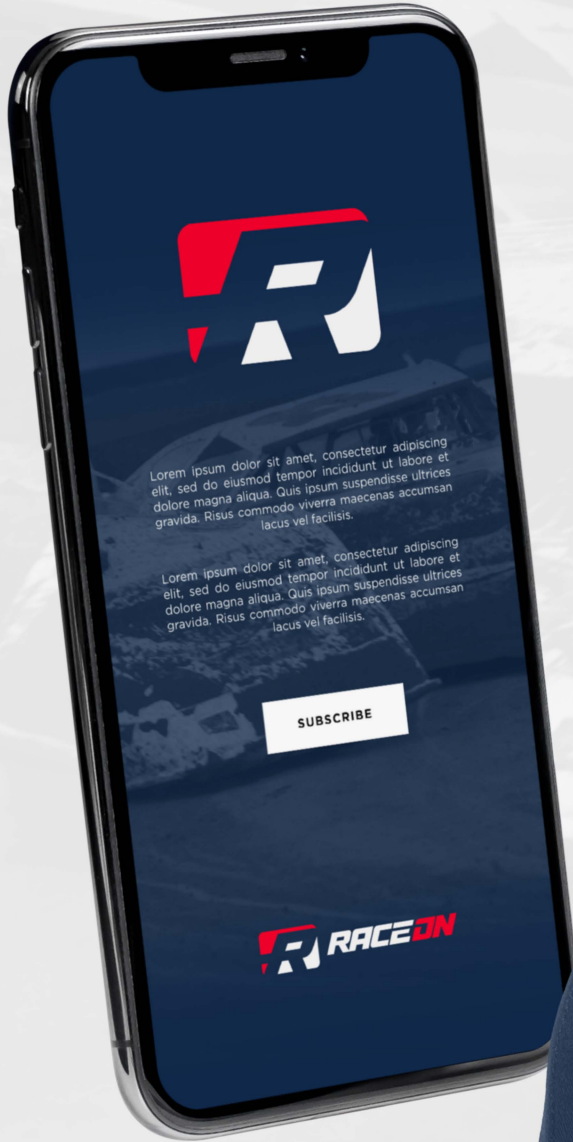 R
Lorem ipsum dolor sit amet, consectetur adipiscing
elit, sed do eiusmod tempor incididunt ut labore et
dolore magna aliqua. Quis ipsum suspendisse ultrices
gravida. Risus commodo viverra maecenas accumsan
lacus vel facilisis.
Lorem ipsum dolor sit amet, consectetur adipiscing
elit, sed do eiusmod tempor incididunt ut labore et
dolore magna aliqua. Quis ipsum suspendisse ultrices
gravida. Risus commodo viverra maecenas accumsan
lacus vel facilisis.
SUBSCRIBE
R RACEON